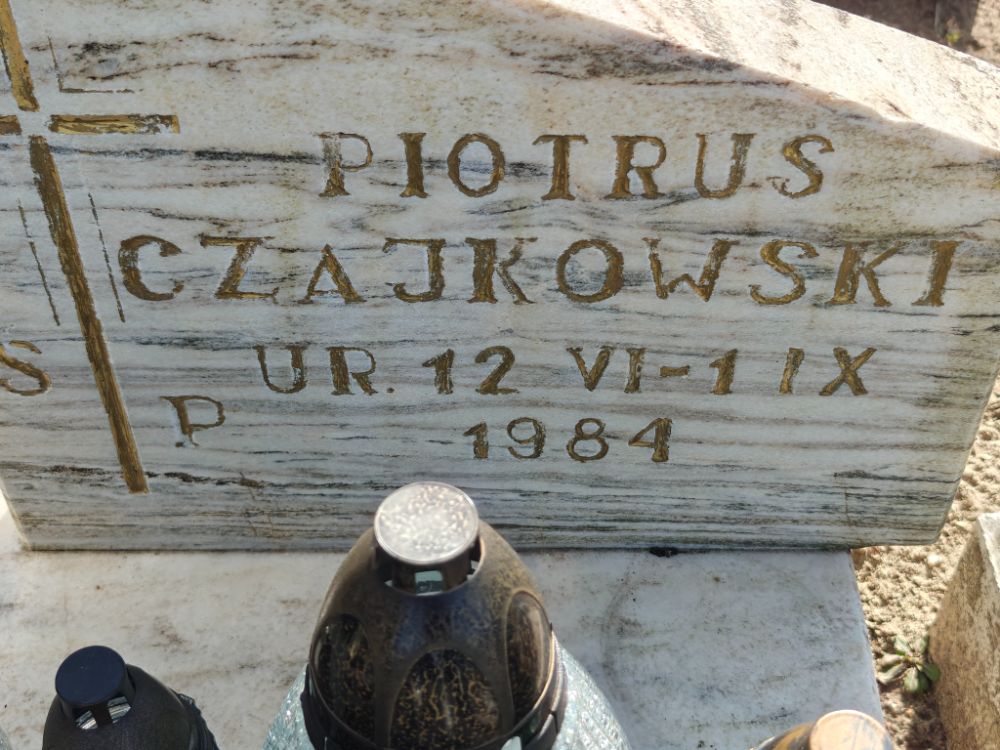 PIOTRUS
CZAJKOWSKI
UR. 12 VI-1 IX
1984
S P